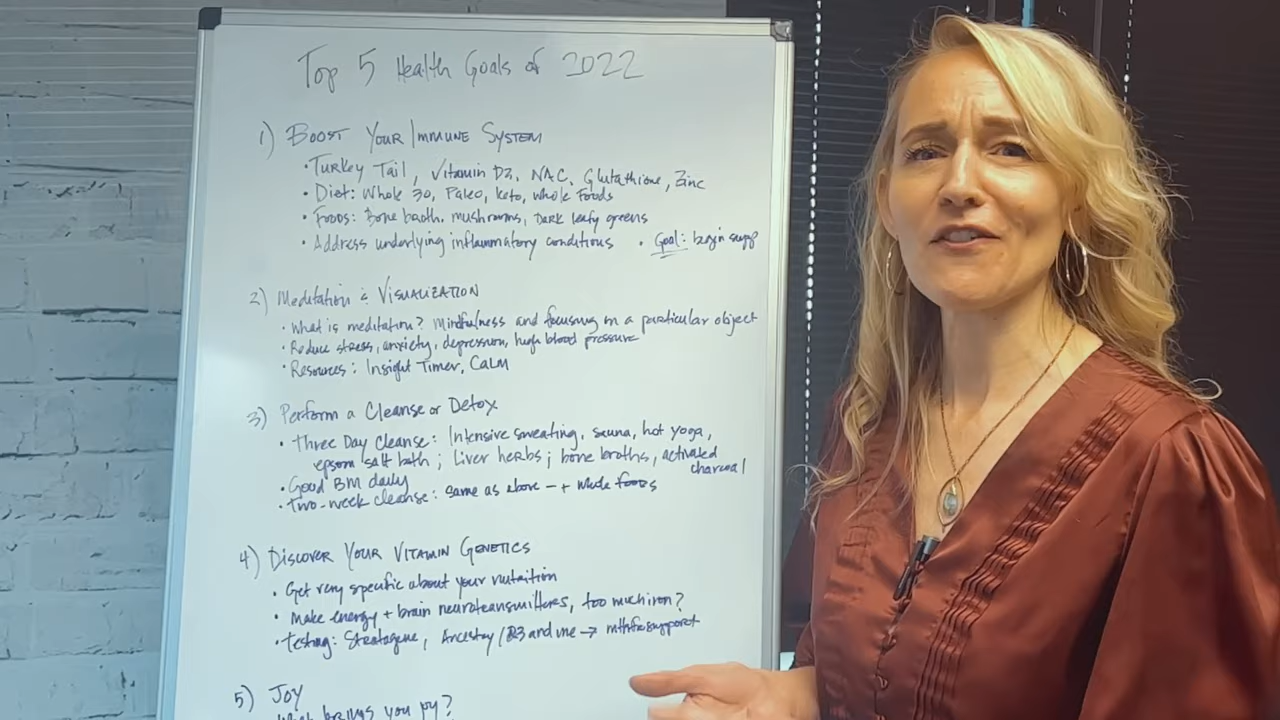 Top 5 Health Goals of 2022
1) BOOST YOUR IMMUNE SYSTEM
• TURKEY TAIL, VITAMIN D3, NAC, Glutathione, Zinc
• DIET: WHOLE 30, PALEO, Keto, whole Foods
• FOODS: Bone broth, mushrooms, DARK leafy greens
• Address underlying inflammatory conditions • Goal: begin supp
2) Meditation & VISUALIZATION
• What is meditation? Mindfulness and focusing on a particular object
• Reduce stress, anxiety, depression, high blood pressure
• Resources: Insight Timer, CALM
3) Perform a Cleanse or Detox
• Three Day Cleanse: Intensive sweating, sauna, hot yoga,
epsom salt bath; Liver herbs; bone broths, activated
charcoal
• Good BM daily
• Two-week cleanse: same as above - + whole foods
4) DISCOVER YOUR VITAMIN GENETICS
• Get very specific about your nutrition
• Make energy + brain neurotransmitters, too much iron?
• Testing: Strategene, Ancestry / 23 and me → mthfrsupport
5) JOY
What brings you joy?